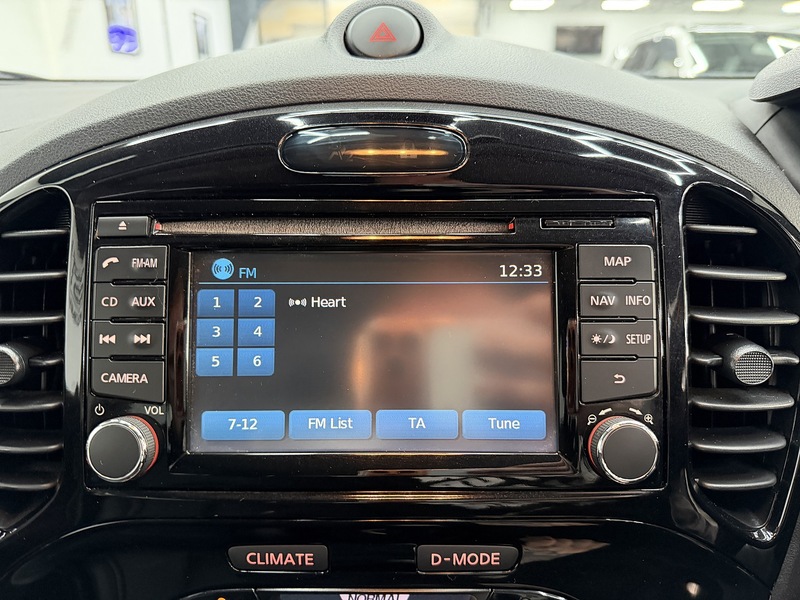 FM 12:33
FM-AM
MAP
1 2
Heart
CD AUX
NAV INFO
3 4
SETUP
5 6
CAMERA
VOL
7-12 FM List TA Tune
CLIMATE D-MODE
NORMAL